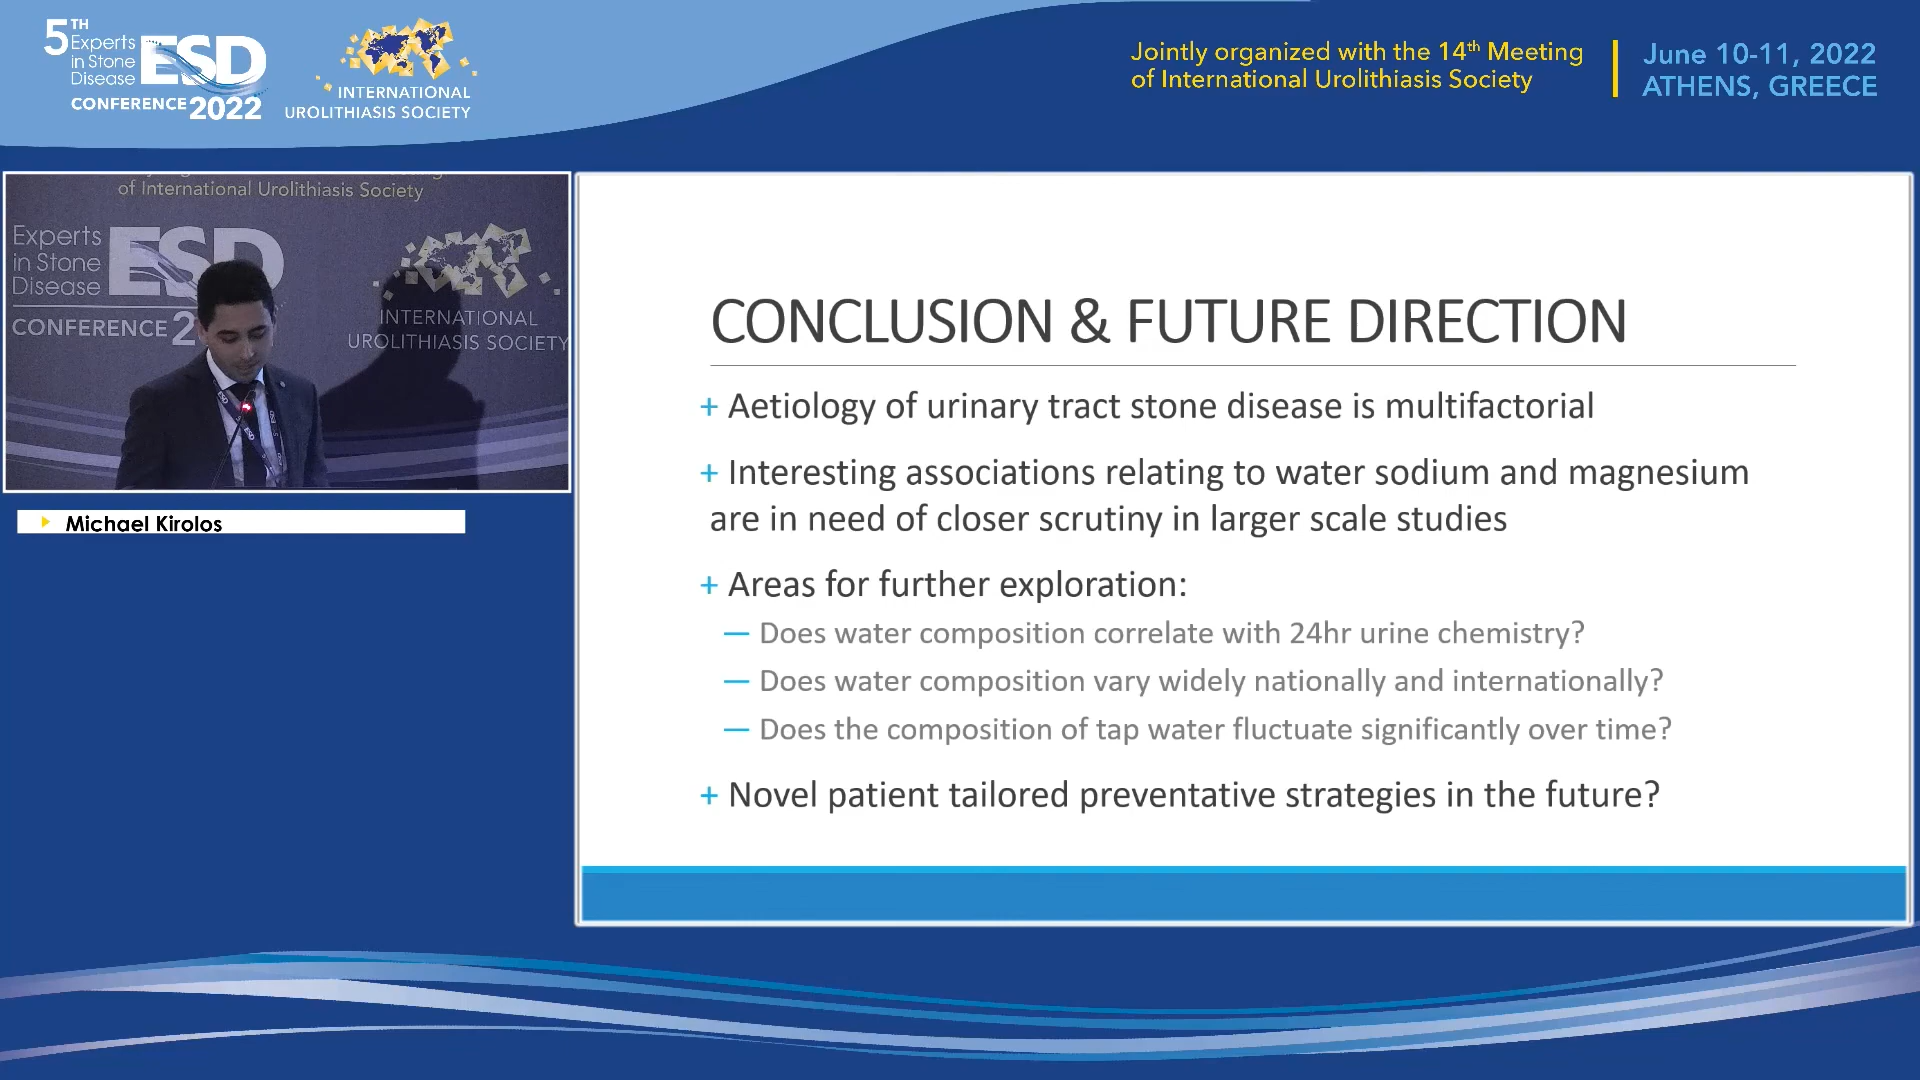 5TH Experts in Stone Disease
ESD
CONFERENCE 2022
INTERNATIONAL
UROLITHIASIS SOCIETY
Jointly organized with the 14th Meeting
of International Urolithiasis Society
June 10-11, 2022
ATHENS, GREECE
of International Urolithiasis Society
Experts
in Stone
Disease
ESD
CONFERENCE 2
INTERNATIONAL
UROLITHIASIS SOCIETY
Michael Kirolos
CONCLUSION & FUTURE DIRECTION
+ Aetiology of urinary tract stone disease is multifactorial
+ Interesting associations relating to water sodium and magnesium
are in need of closer scrutiny in larger scale studies
+ Areas for further exploration:
— Does water composition correlate with 24hr urine chemistry?
— Does water composition vary widely nationally and internationally?
— Does the composition of tap water fluctuate significantly over time?
+ Novel patient tailored preventative strategies in the future?